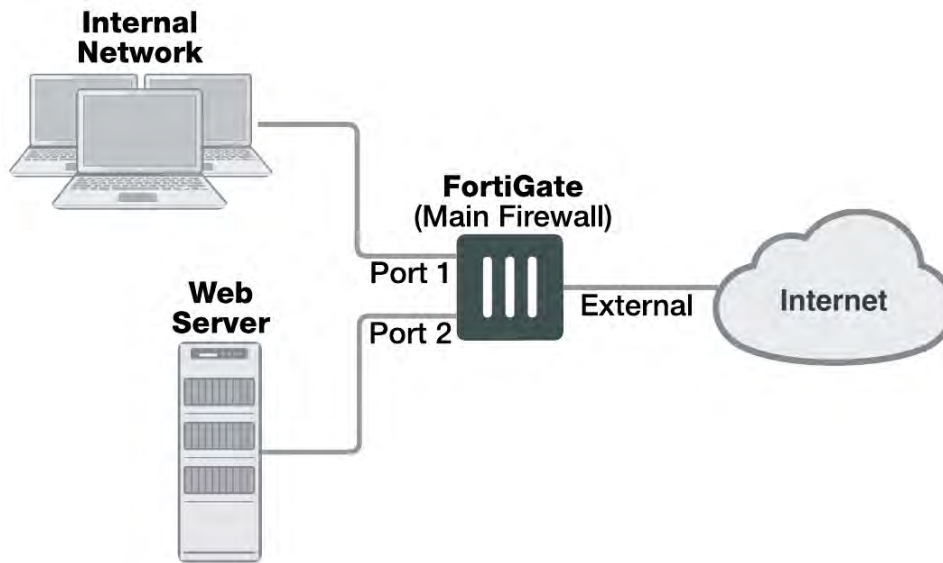 Internal
Network
FortiGate
(Main Firewall)
Port 1
External
Internet
Web
Server
Port 2